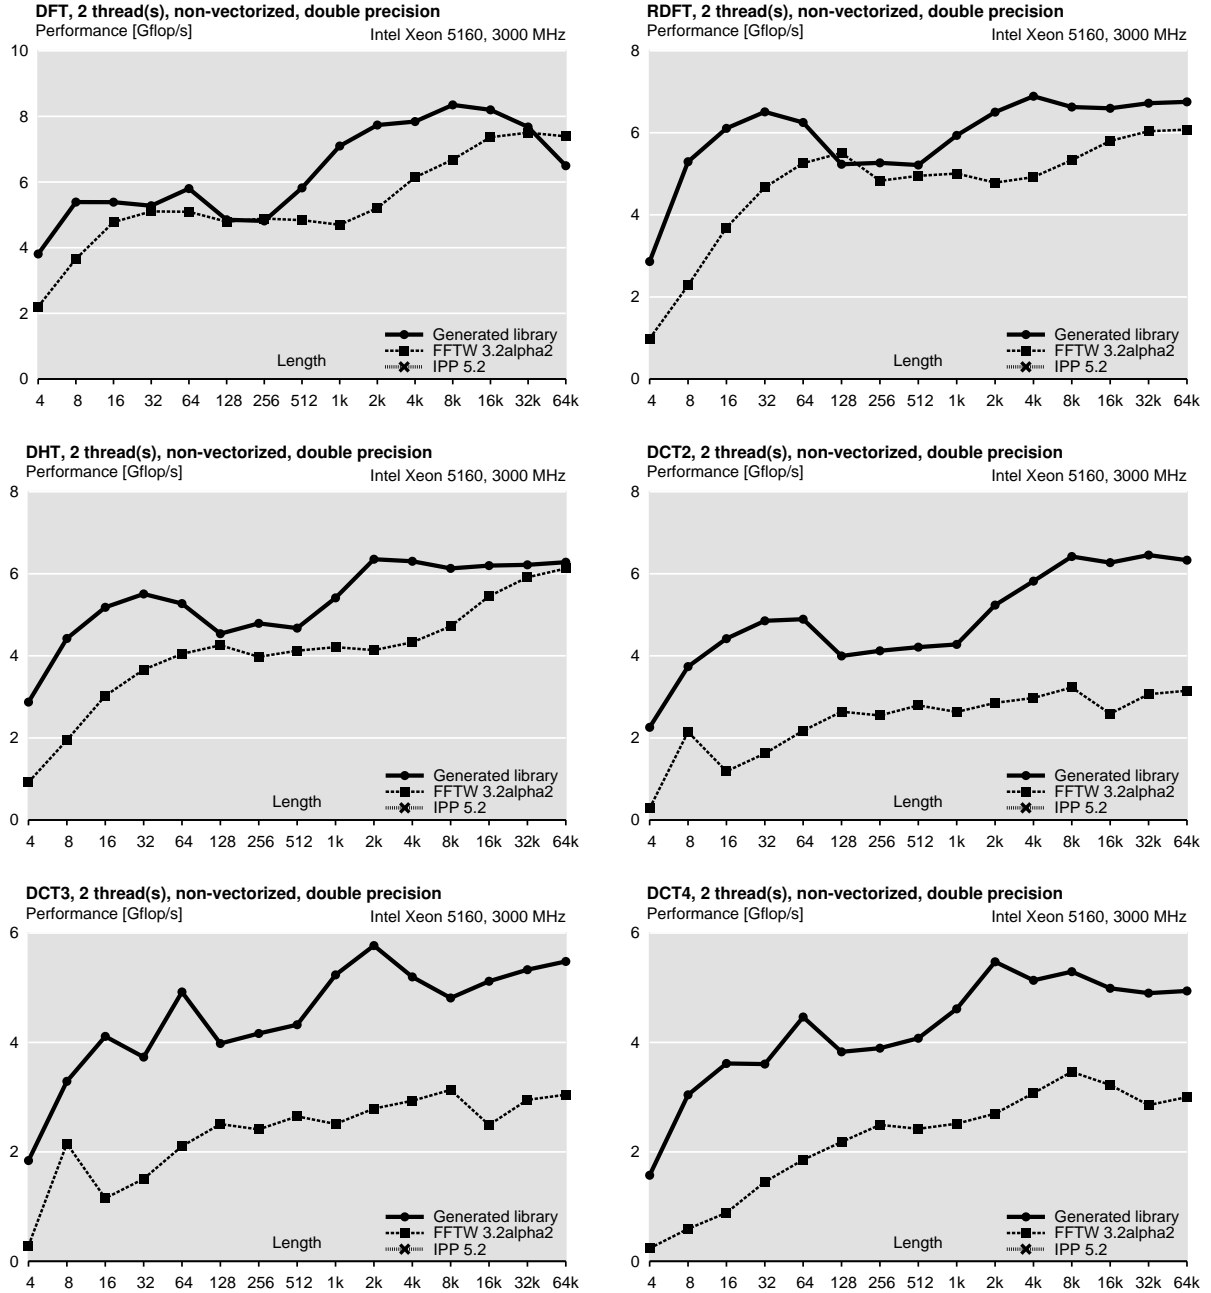 DFT, 2 thread(s), non-vectorized, double precision
Performance [Gflop/s]
Intel Xeon 5160, 3000 MHz
10
8
6
4
2
0
Generated library
FFTW 3.2alpha2
IPP 5.2
Length
4 8 16 32 64 128 256 512 1k 2k 4k 8k 16k 32k 64k
RDFT, 2 thread(s), non-vectorized, double precision
Performance [Gflop/s]
Intel Xeon 5160, 3000 MHz
8
6
4
2
0
Generated library
FFTW 3.2alpha2
IPP 5.2
Length
4 8 16 32 64 128 256 512 1k 2k 4k 8k 16k 32k 64k
DHT, 2 thread(s), non-vectorized, double precision
Performance [Gflop/s]
Intel Xeon 5160, 3000 MHz
8
6
4
2
0
Generated library
FFTW 3.2alpha2
IPP 5.2
Length
4 8 16 32 64 128 256 512 1k 2k 4k 8k 16k 32k 64k
DCT2, 2 thread(s), non-vectorized, double precision
Performance [Gflop/s]
Intel Xeon 5160, 3000 MHz
8
6
4
2
0
Generated library
FFTW 3.2alpha2
IPP 5.2
Length
4 8 16 32 64 128 256 512 1k 2k 4k 8k 16k 32k 64k
DCT3, 2 thread(s), non-vectorized, double precision
Performance [Gflop/s]
Intel Xeon 5160, 3000 MHz
6
4
2
0
Generated library
FFTW 3.2alpha2
IPP 5.2
Length
4 8 16 32 64 128 256 512 1k 2k 4k 8k 16k 32k 64k
DCT4, 2 thread(s), non-vectorized, double precision
Performance [Gflop/s]
Intel Xeon 5160, 3000 MHz
6
4
2
0
Generated library
FFTW 3.2alpha2
IPP 5.2
Length
4 8 16 32 64 128 256 512 1k 2k 4k 8k 16k 32k 64k